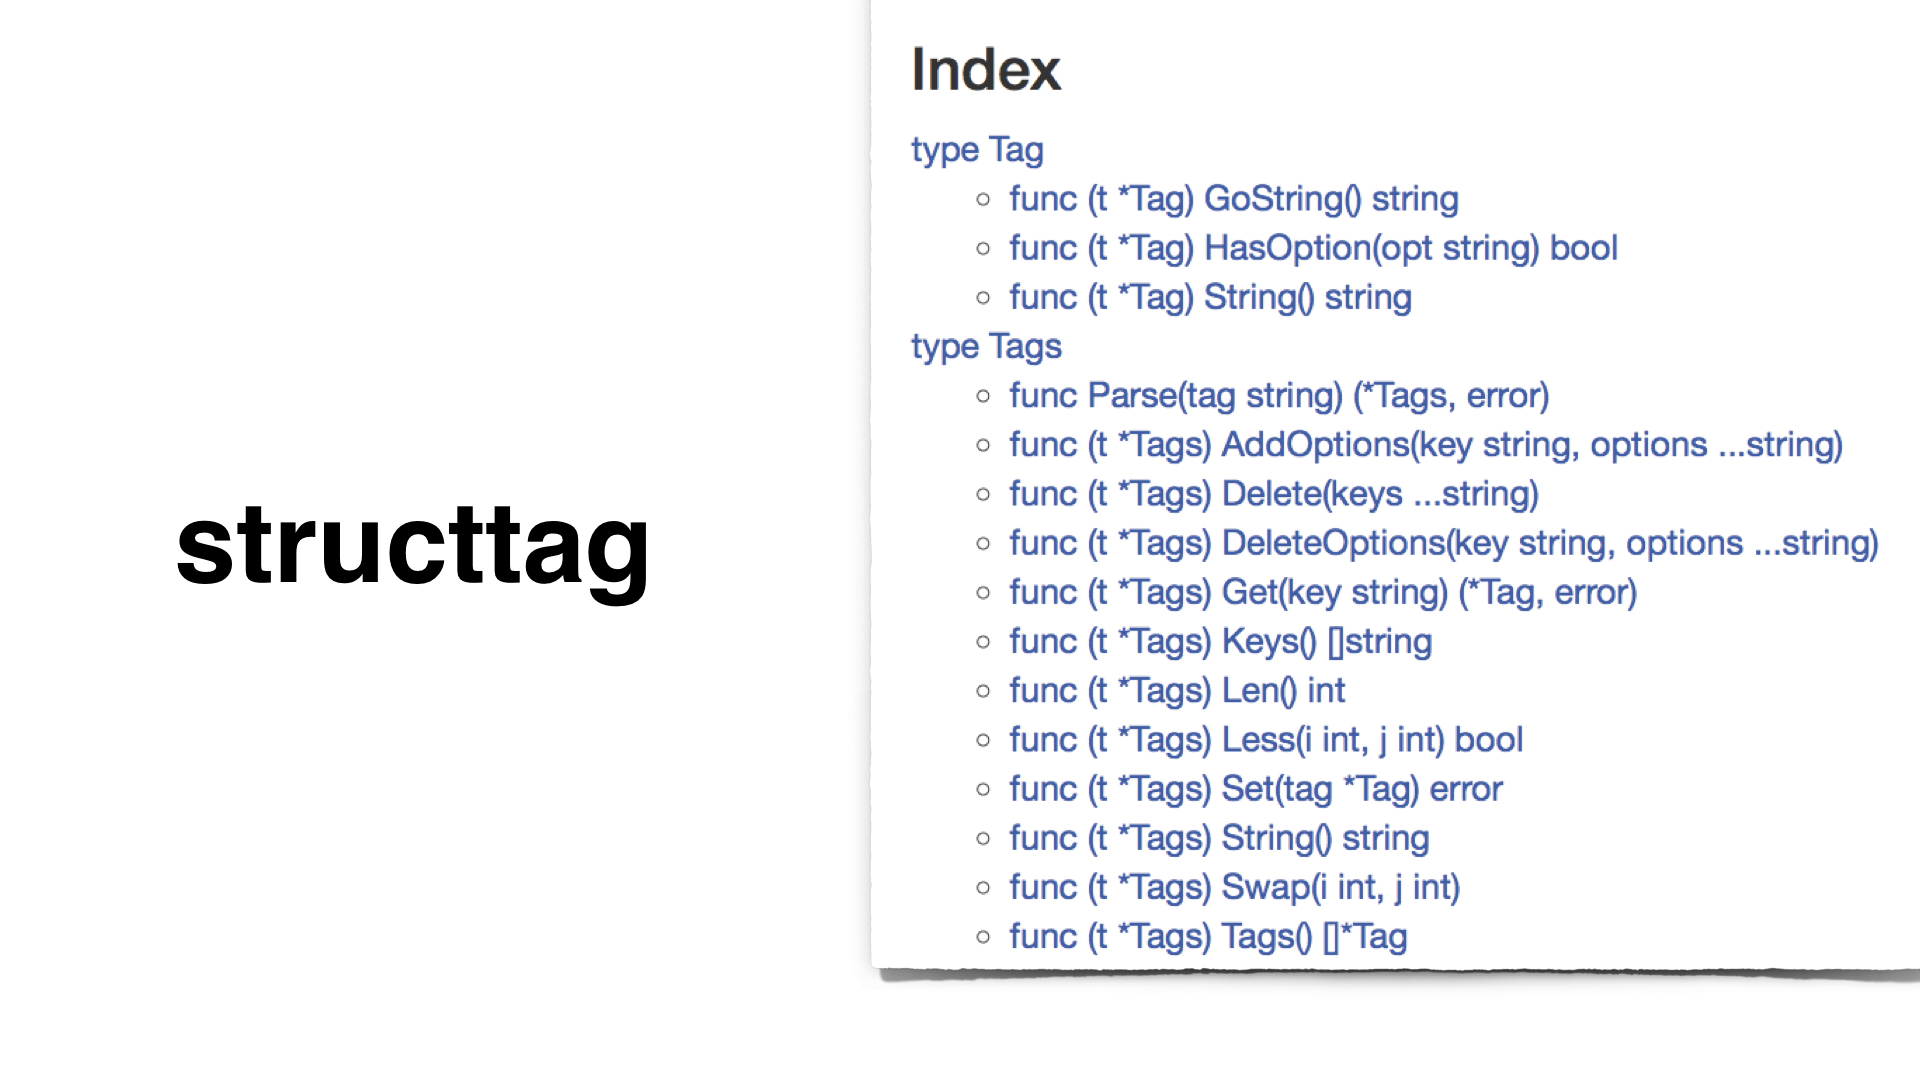 structtag
Index
type Tag
func (t *Tag) GoString() string
func (t *Tag) HasOption(opt string) bool
func (t *Tag) String() string
type Tags
func Parse(tag string) (*Tags, error)
func (t *Tags) AddOptions(key string, options ...string)
func (t *Tags) Delete(keys ...string)
func (t *Tags) DeleteOptions(key string, options ...string)
func (t *Tags) Get(key string) (*Tag, error)
func (t *Tags) Keys() []string
func (t *Tags) Len() int
func (t *Tags) Less(i int, j int) bool
func (t *Tags) Set(tag *Tag) error
func (t *Tags) String() string
func (t *Tags) Swap(i int, j int)
func (t *Tags) Tags() []*Tag